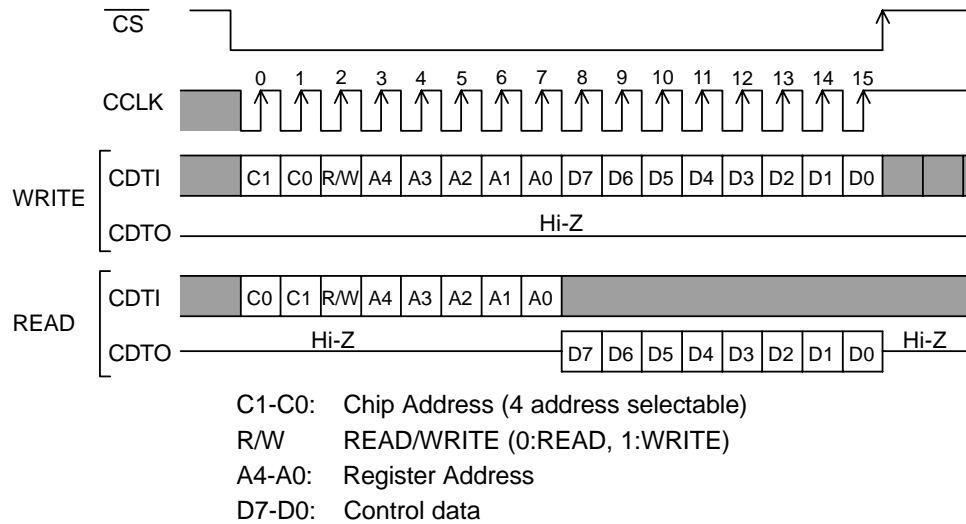 CS
0 1 2 3 4 5 6 7 8 9 10 11 12 13 14 15
CCLK
WRITE
CDTI C1 C0 R/W A4 A3 A2 A1 A0 D7 D6 D5 D4 D3 D2 D1 D0
Hi-Z
CDTO
READ
CDTI C0 C1 R/W A4 A3 A2 A1 A0
CDTO Hi-Z D7 D6 D5 D4 D3 D2 D1 D0 Hi-Z
C1-C0: Chip Address (4 address selectable)
R/W READ/WRITE (0:READ, 1:WRITE)
A4-A0: Register Address
D7-D0: Control data